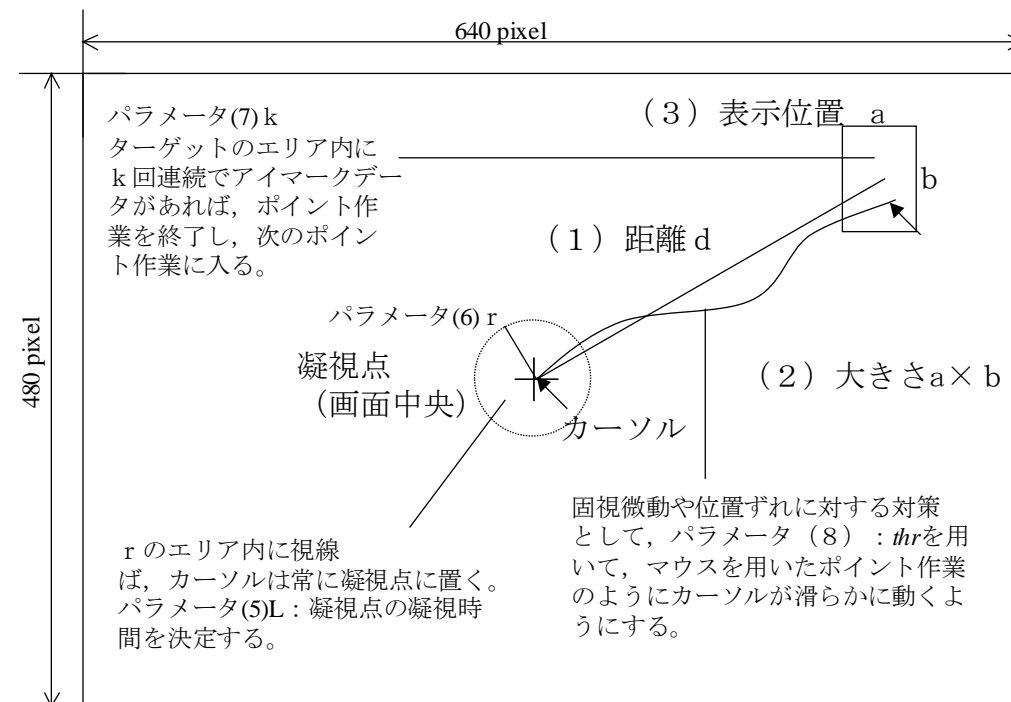 640 pixel
480 pixel
パラメータ(7)ｋ
ターゲットのエリア内に
ｋ回連続でアイマークデー
タがあれば，ポイント作
業を終了し，次のポイン
ト作業に入る。
（３）表示位置
ａ
ｂ
（１）距離ｄ
パラメータ(6)ｒ
凝視点
（画面中央）
カーソル
（２）大きさa×ｂ
ｒのエリア内に視線
ば，カーソルは常に凝視点に置く。
パラメータ(5)L：凝視点の凝視時
間を決定する。
固視微動や位置ずれに対する対策
として，パラメータ（８）：thrを用
いて，マウスを用いたポイント作業
のようにカーソルが滑らかに動くよ
うにする。